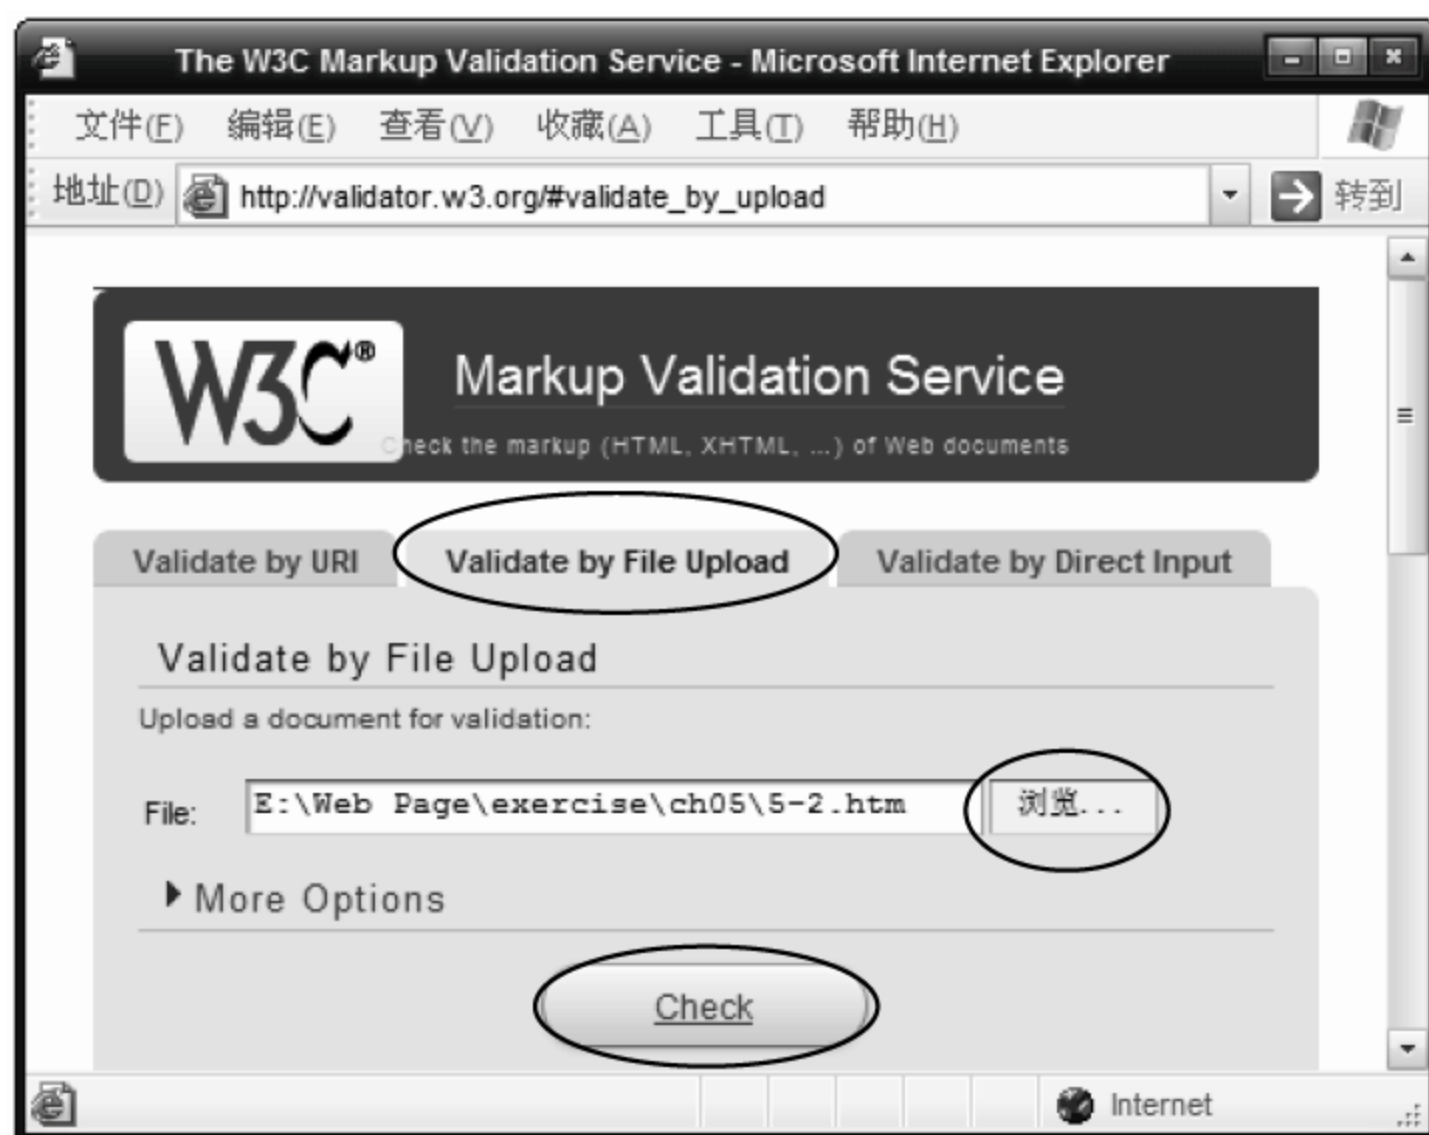 The W3C Markup Validation Service - Microsoft Internet Explorer
文件(F) 编辑(E) 查看(V) 收藏(A) 工具(T) 帮助(H)
地址(D) http://validator.w3.org/#validate_by_upload 转到
W3C® Markup Validation Service
Check the markup (HTML, XHTML, ...) of Web documents
Validate by URI Validate by File Upload Validate by Direct Input
Validate by File Upload
Upload a document for validation:
File: E:\Web Page\exercise\ch05\5-2.htm 浏览...
More Options
Check
Internet